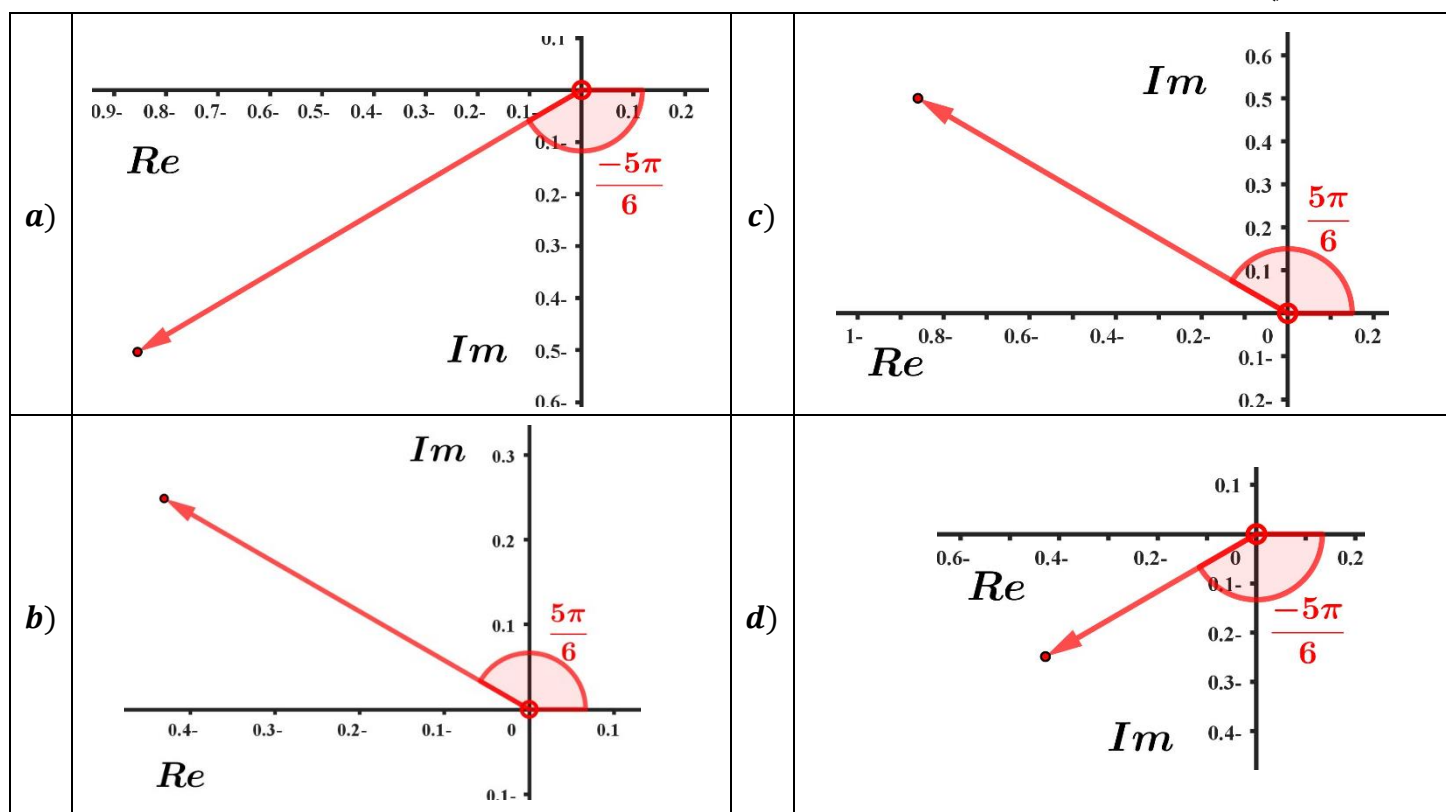 a)
0.1
0.9- 0.8- 0.7- 0.6- 0.5- 0.4- 0.3- 0.2- 0.1- 0.1 0.2
0.1-
Re
−5π
6
0.2-
0.3-
0.4-
Im 0.5-
0.6-
c)
0.6
Im
0.5
0.4
0.3
5π
6
0.2
0.1
1- 0.8- 0.6- 0.4- 0.2- 0 0.2
Re
0.1-
0.2-
b)
Im 0.3
0.2
0.1
5π
6
0.4- 0.3- 0.2- 0.1- 0 0.1
Re
0.1-
d)
0.1
0.6- 0.4- 0.2- 0 0.2
Re
0.1-
−5π
6
0.2-
0.3-
Im 0.4-